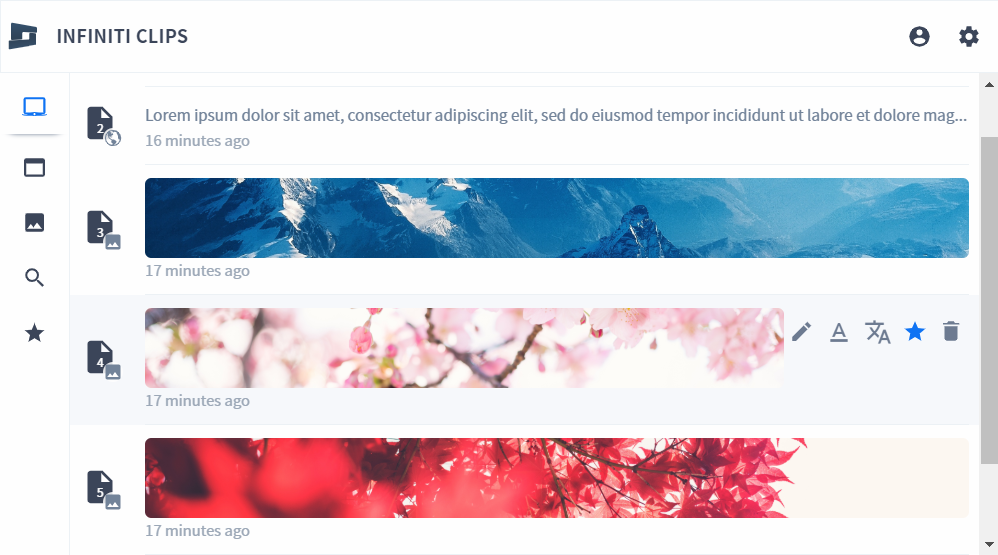 INFINITI CLIPS
2
Lorem ipsum dolor sit amet, consectetur adipiscing elit, sed do eiusmod tempor incididunt ut labore et dolore mag...
16 minutes ago
3
17 minutes ago
4
17 minutes ago
5
17 minutes ago